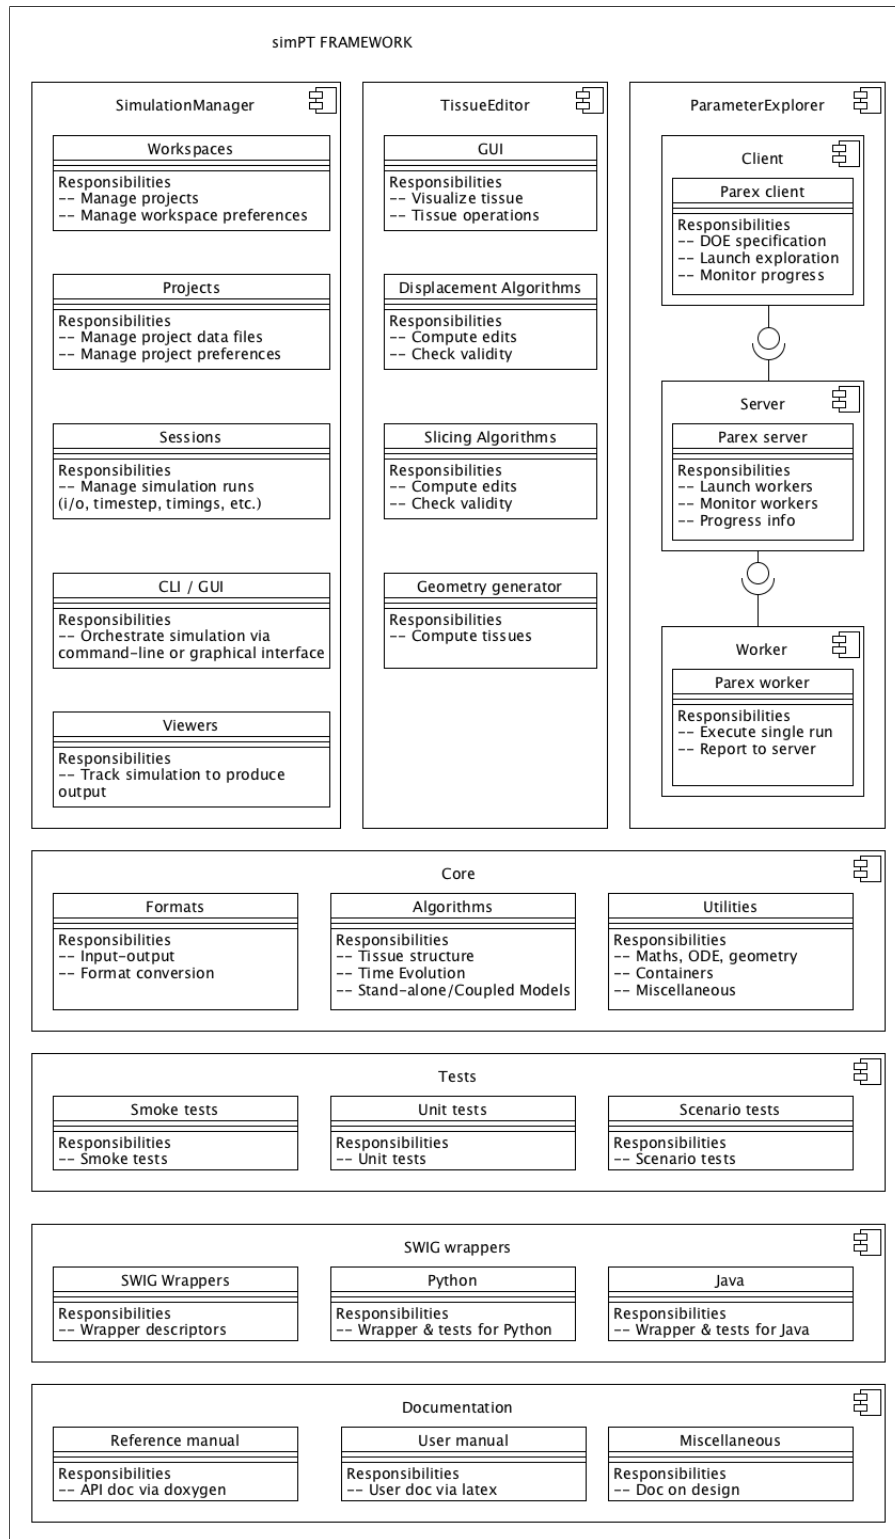 simPT FRAMEWORK
SimulationManager
Workspaces
Responsibilities
-- Manage projects
-- Manage workspace preferences
Projects
Responsibilities
-- Manage project data files
-- Manage project preferences
Sessions
Responsibilities
-- Manage simulation runs
(i/o, timestep, timings, etc.)
CLI / GUI
Responsibilities
-- Orchestrate simulation via
command-line or graphical interface
Viewers
Responsibilities
-- Track simulation to produce
output
TissueEditor
GUI
Responsibilities
-- Visualize tissue
-- Tissue operations
Displacement Algorithms
Responsibilities
-- Compute edits
-- Check validity
Slicing Algorithms
Responsibilities
-- Compute edits
-- Check validity
Geometry generator
Responsibilities
-- Compute tissues
ParameterExplorer
Client
Parex client
Responsibilities
-- DOE specification
-- Launch exploration
-- Monitor progress
Server
Parex server
Responsibilities
-- Launch workers
-- Monitor workers
-- Progress info
Worker
Parex worker
Responsibilities
-- Execute single run
-- Report to server
Core
Formats
Responsibilities
-- Input-output
-- Format conversion
Algorithms
Responsibilities
-- Tissue structure
-- Time Evolution
-- Stand-alone/Coupled Models
Utilities
Responsibilities
-- Maths, ODE, geometry
-- Containers
-- Miscellaneous
Tests
Smoke tests
Responsibilities
-- Smoke tests
Unit tests
Responsibilities
-- Unit tests
Scenario tests
Responsibilities
-- Scenario tests
SWIG wrappers
SWIG Wrappers
Responsibilities
-- Wrapper descriptors
Python
Responsibilities
-- Wrapper & tests for Python
Java
Responsibilities
-- Wrapper & tests for Java
Documentation
Reference manual
Responsibilities
-- API doc via doxygen
User manual
Responsibilities
-- User doc via latex
Miscellaneous
Responsibilities
-- Doc on design